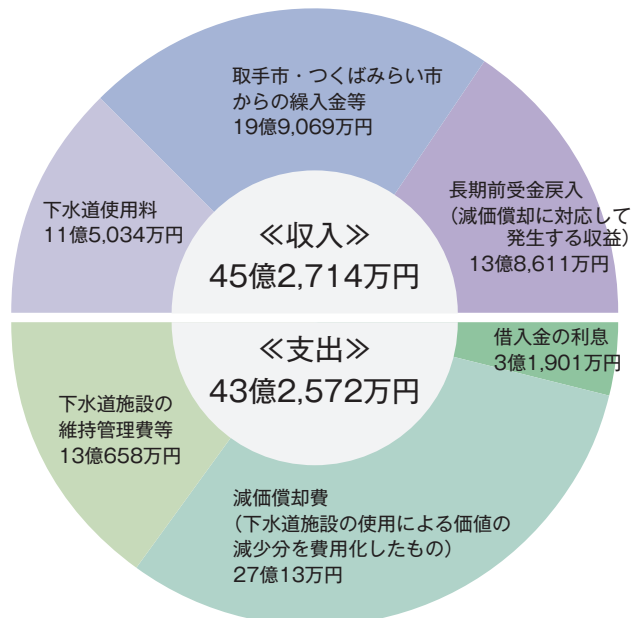 取手市・つくばみらい市
からの繰入金等
19億9,069万円
下水道使用料
11億5,034万円
長期前受金戻入
（減価償却に対応して
発生する収益）
13億8,611万円
≪収入≫
45億2,714万円
≪支出≫
43億2,572万円
借入金の利息
3億1,901万円
下水道施設の
維持管理費等
13億658万円
減価償却費
（下水道施設の使用による価値の
減少分を費用化したもの）
27億13万円